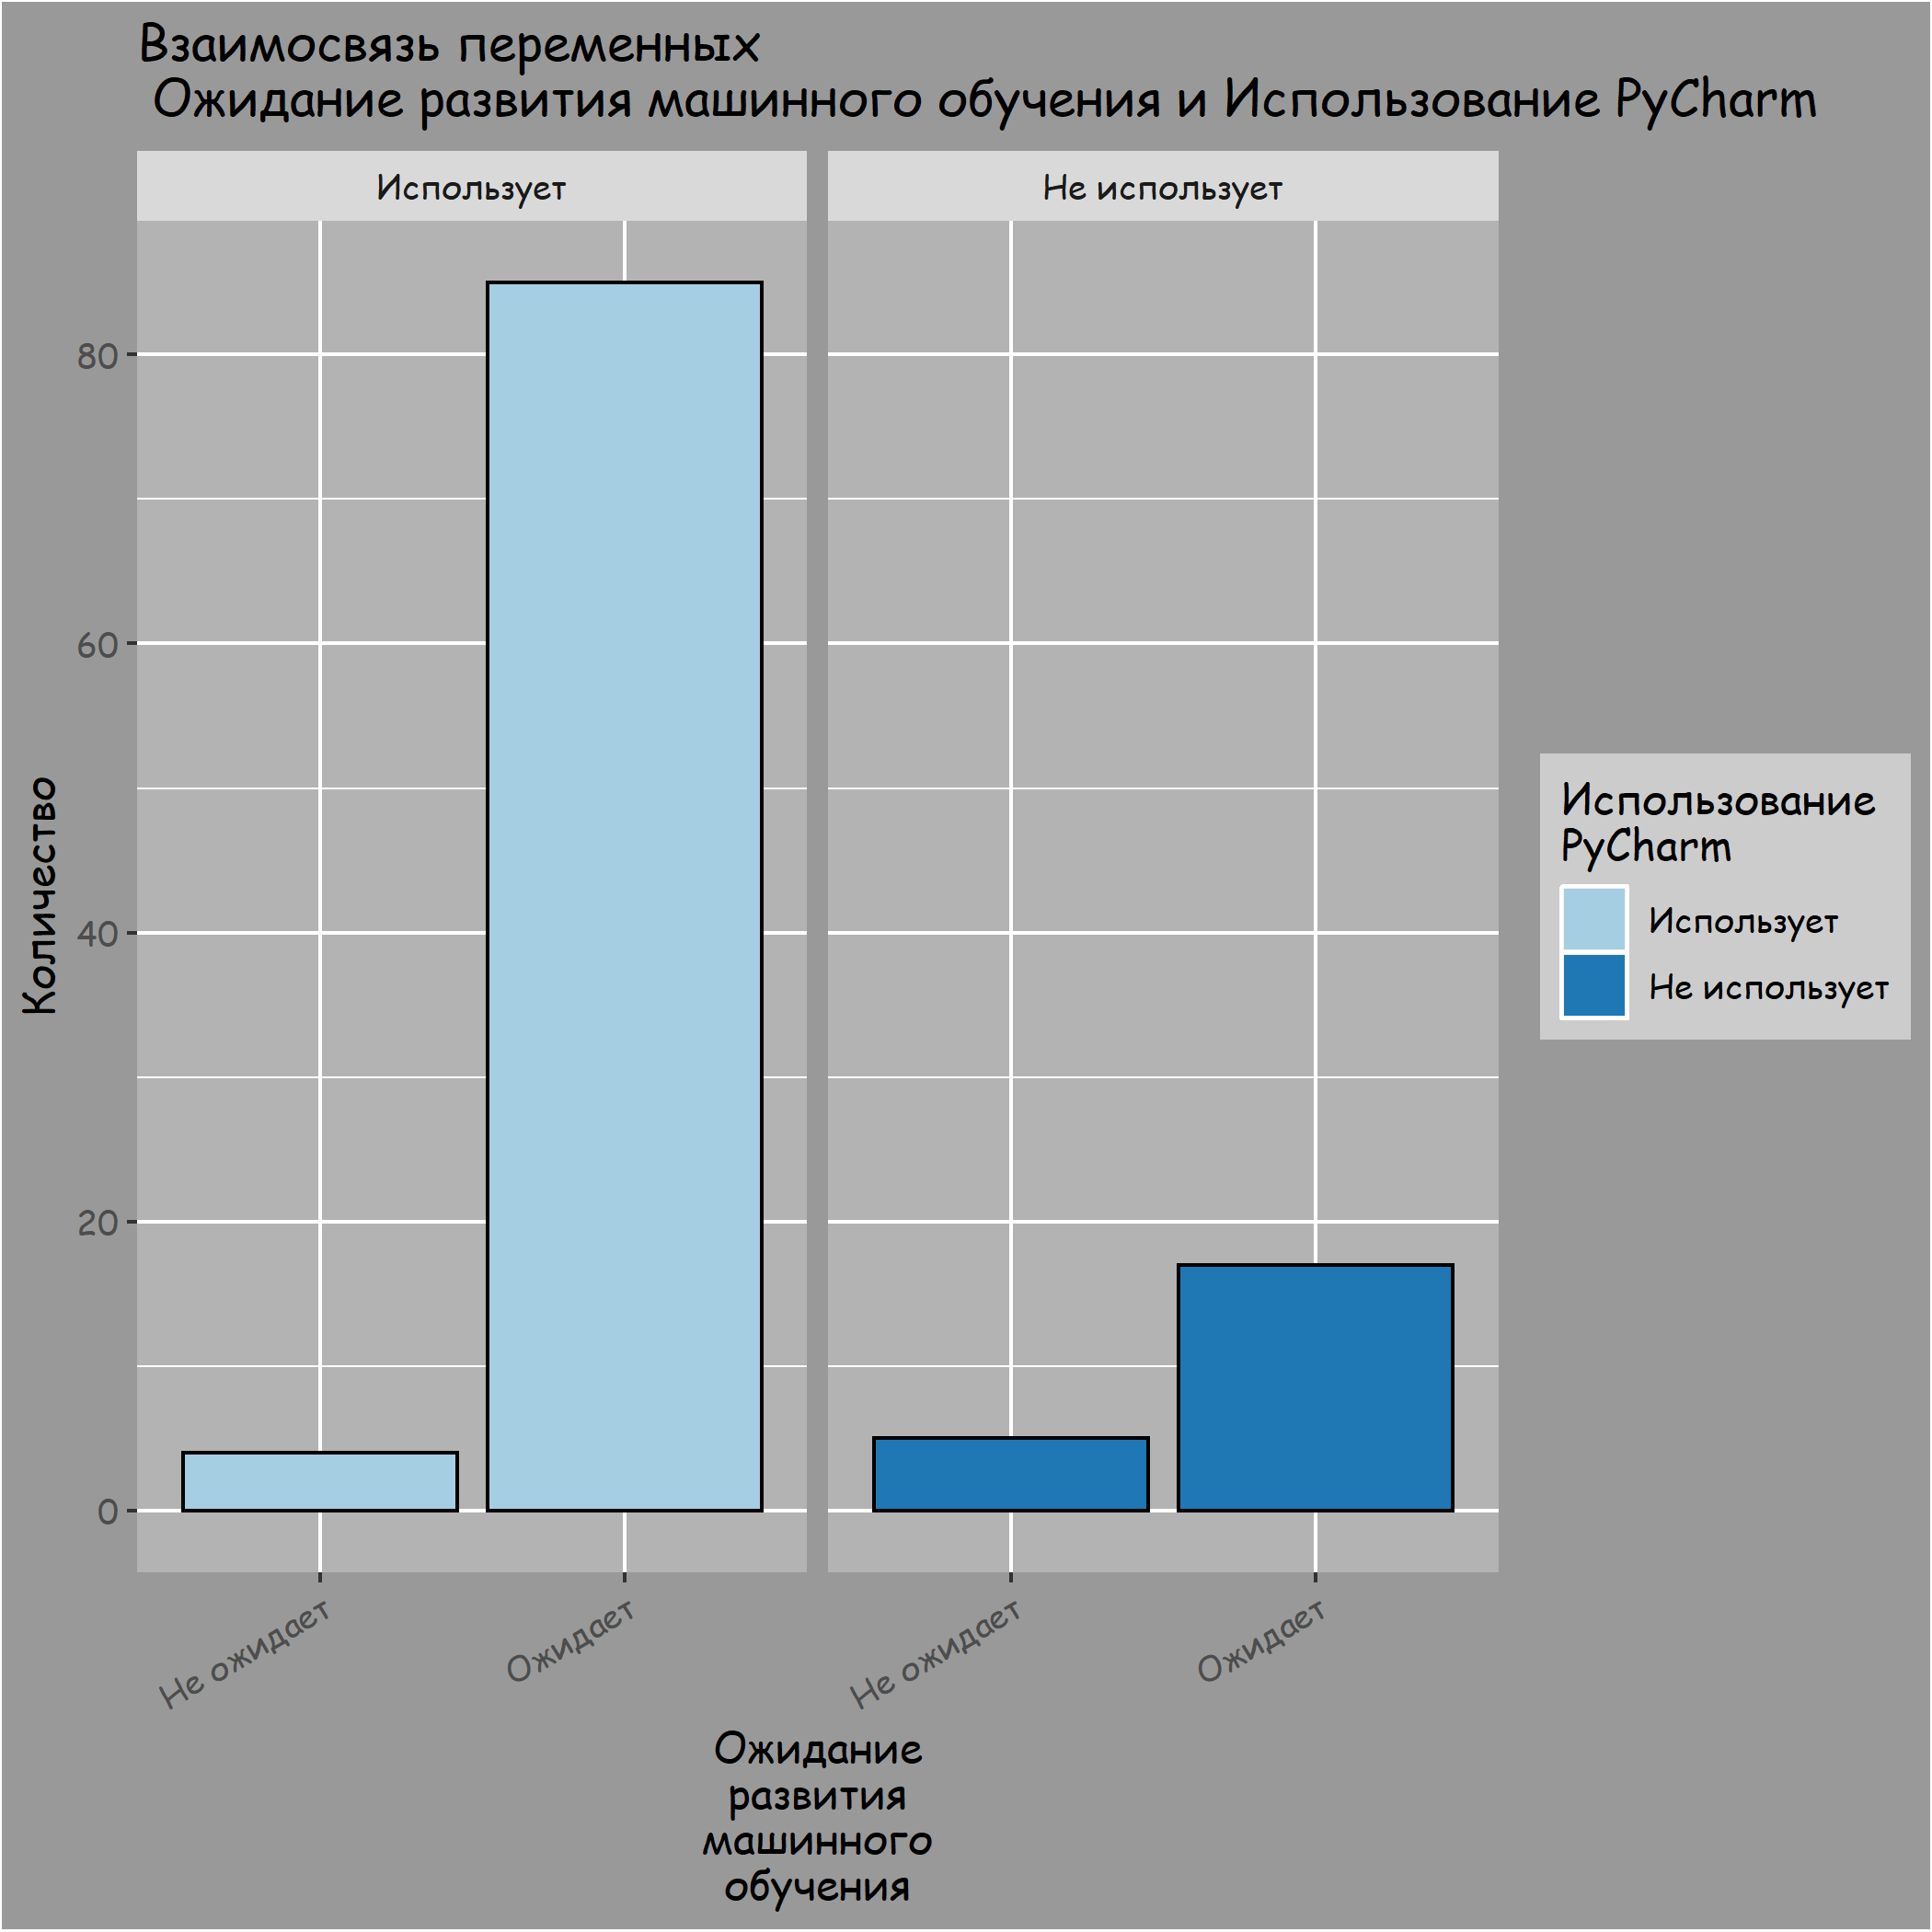 Взаимосвязь переменных
Ожидание развития машинного обучения и Использование PyCharm
Использует
Не использует
80
60
40
20
0
Количество
Не ожидает
Ожидает
Не ожидает
Ожидает
Ожидание
развития
машинного
обучения
Использование
PyCharm
Использует
Не использует